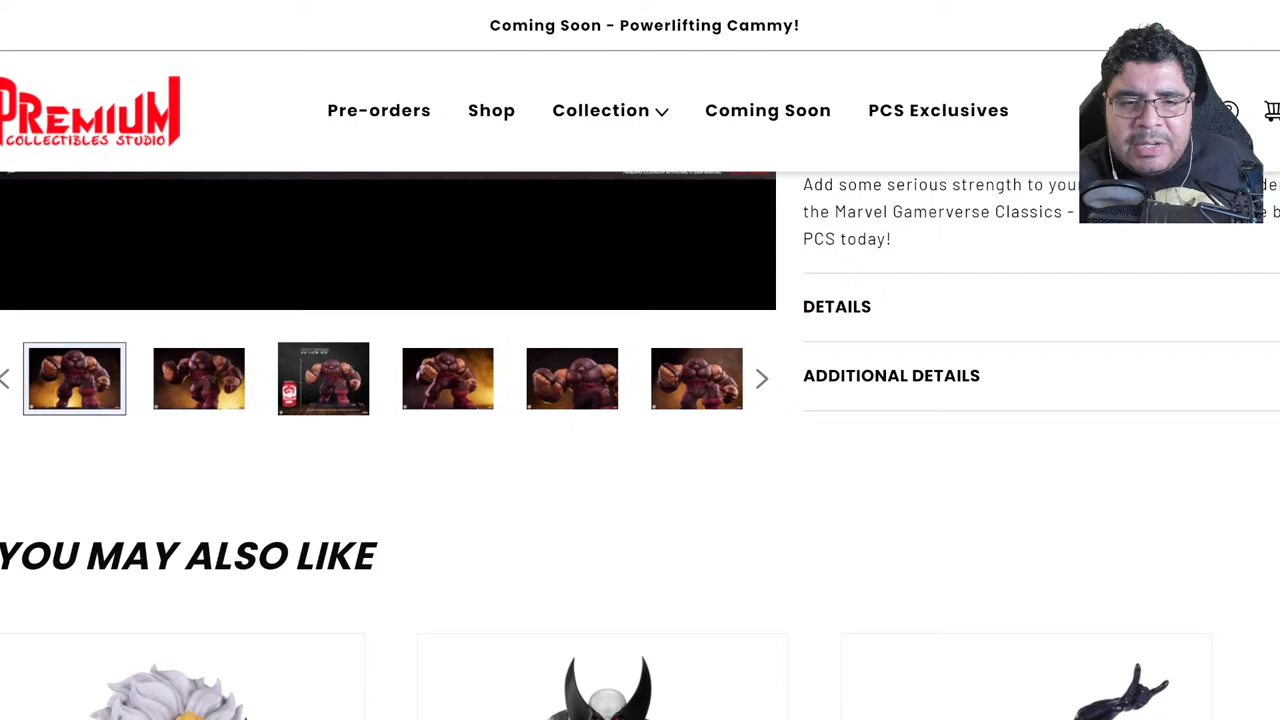 Coming Soon - Powerlifting Cammy!
PREMIUM
COLLECTIBLES STUDIO
Pre-orders
Shop
Collection
Coming Soon
PCS Exclusives
Add some serious strength to your
the Marvel Gamerverse Classics -
PCS today!
DETAILS
ADDITIONAL DETAILS
YOU MAY ALSO LIKE